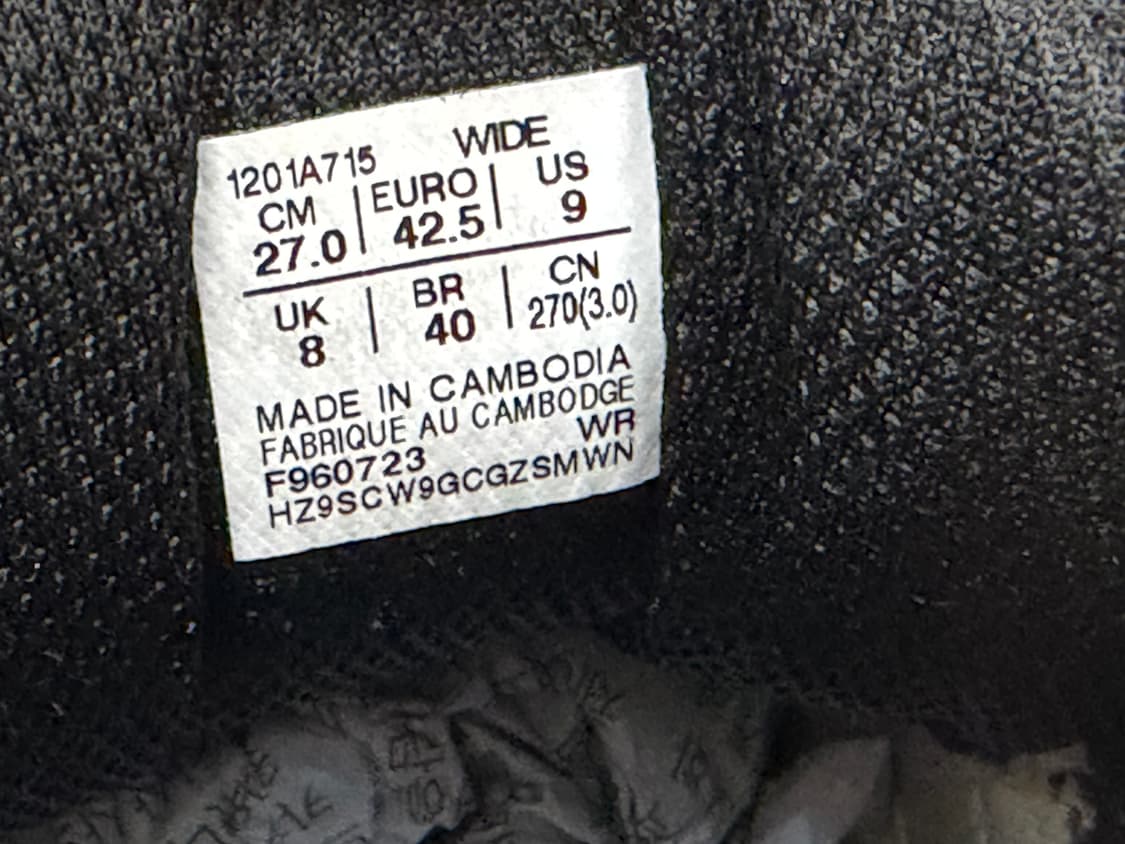 1201A715 WIDE
CM | EURO | US
27.0 | 42.5 | 9
UK | BR | CN
8 | 40 | 270(3.0)
MADE IN CAMBODIA
FABRIQUE AU CAMBODGE
F960723 WR
HZ9SCW9GCGZSMWN